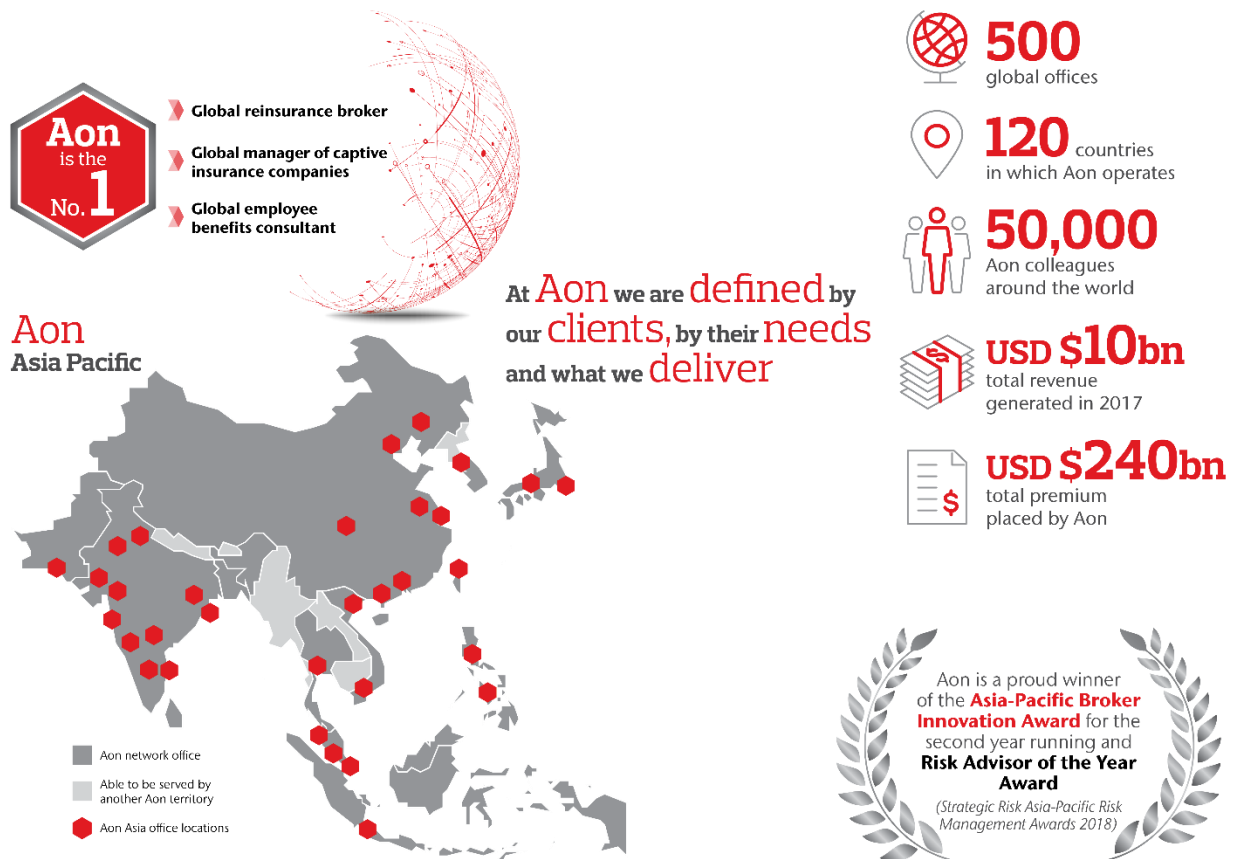 Aon
is the
No. 1
Global reinsurance broker
Global manager of captive
insurance companies
Global employee
benefits consultant
At Aon we are defined by
our clients, by their needs
and what we deliver
Aon
Asia Pacific
Aon network office
Able to be served by
another Aon territory
Aon Asia office locations
500
global offices
120 countries
in which Aon operates
50,000
Aon colleagues
around the world
$
USD $10bn
total revenue
generated in 2017
$
USD $240bn
total premium
placed by Aon
Aon is a proud winner
of the Asia-Pacific Broker
Innovation Award for the
second year running and
Risk Advisor of the Year
Award
(Strategic Risk Asia-Pacific Risk
Management Awards 2018)